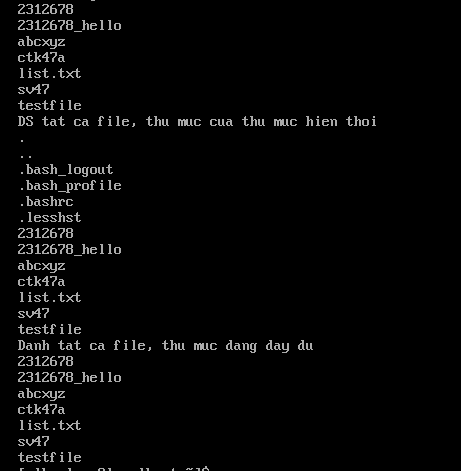 2312678
2312678_hello
abcxyz
ctk47a
list.txt
sv47
testfile
DS tat ca file, thu muc cua thu muc hien thoi
.
..
.bash_logout
.bash_profile
.bashrc
.lesshst
2312678
2312678_hello
abcxyz
ctk47a
list.txt
sv47
testfile
Danh tat ca file, thu muc dang day du
2312678
2312678_hello
abcxyz
ctk47a
list.txt
sv47
testfile